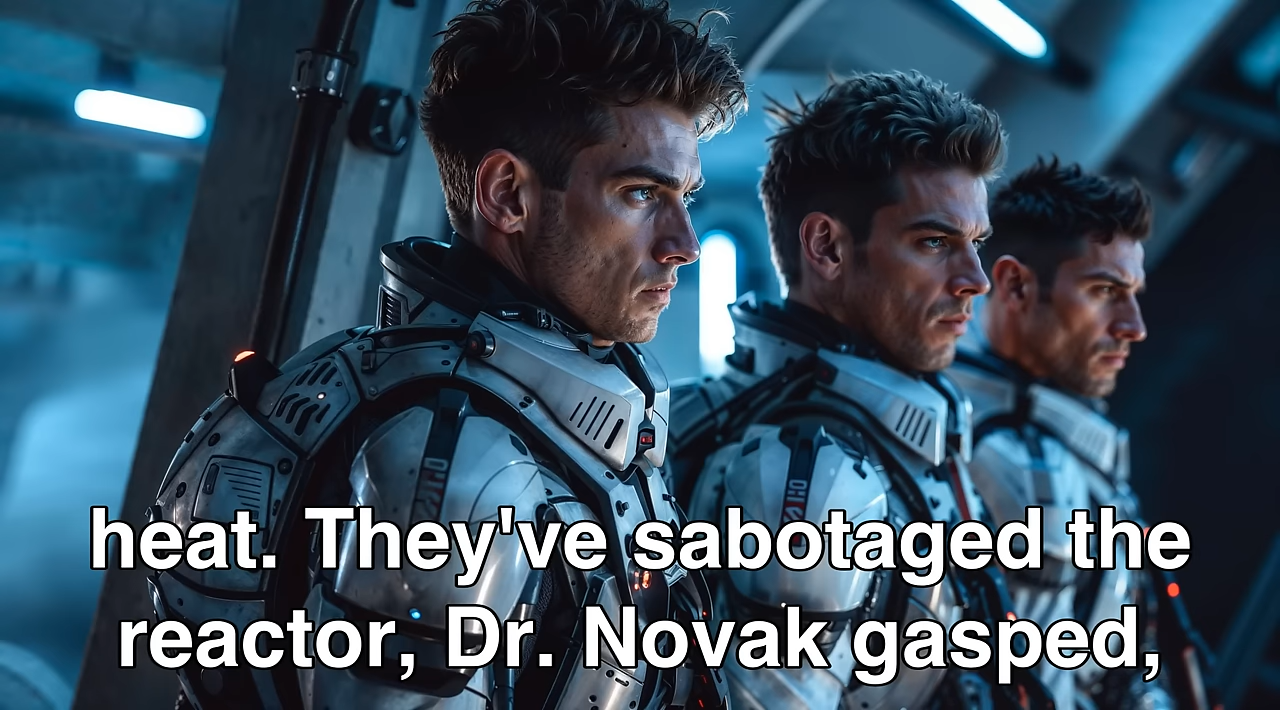 heat. They've sabotaged the
reactor, Dr. Novak gasped,